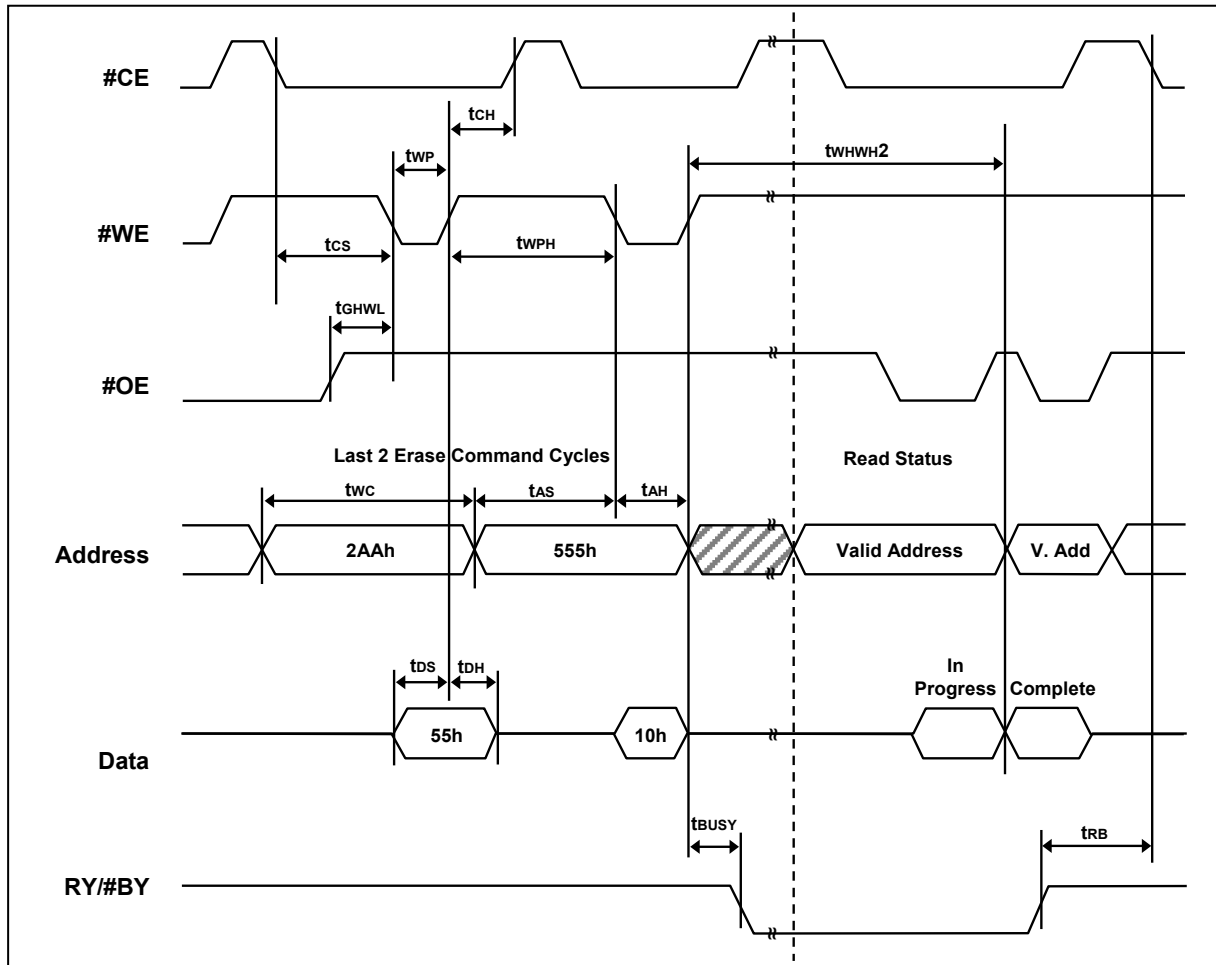 #CE
tCH
tWP
tWHWH2
#WE
tCS
tWPH
tGHWL
#OE
Last 2 Erase Command Cycles
Read Status
tWC
tAS
tAH
Address
2AAh
555h
Valid Address
V. Add
tDS
tDH
In
Progress
Complete
55h
10h
Data
tBUSY
tRB
RY/#BY